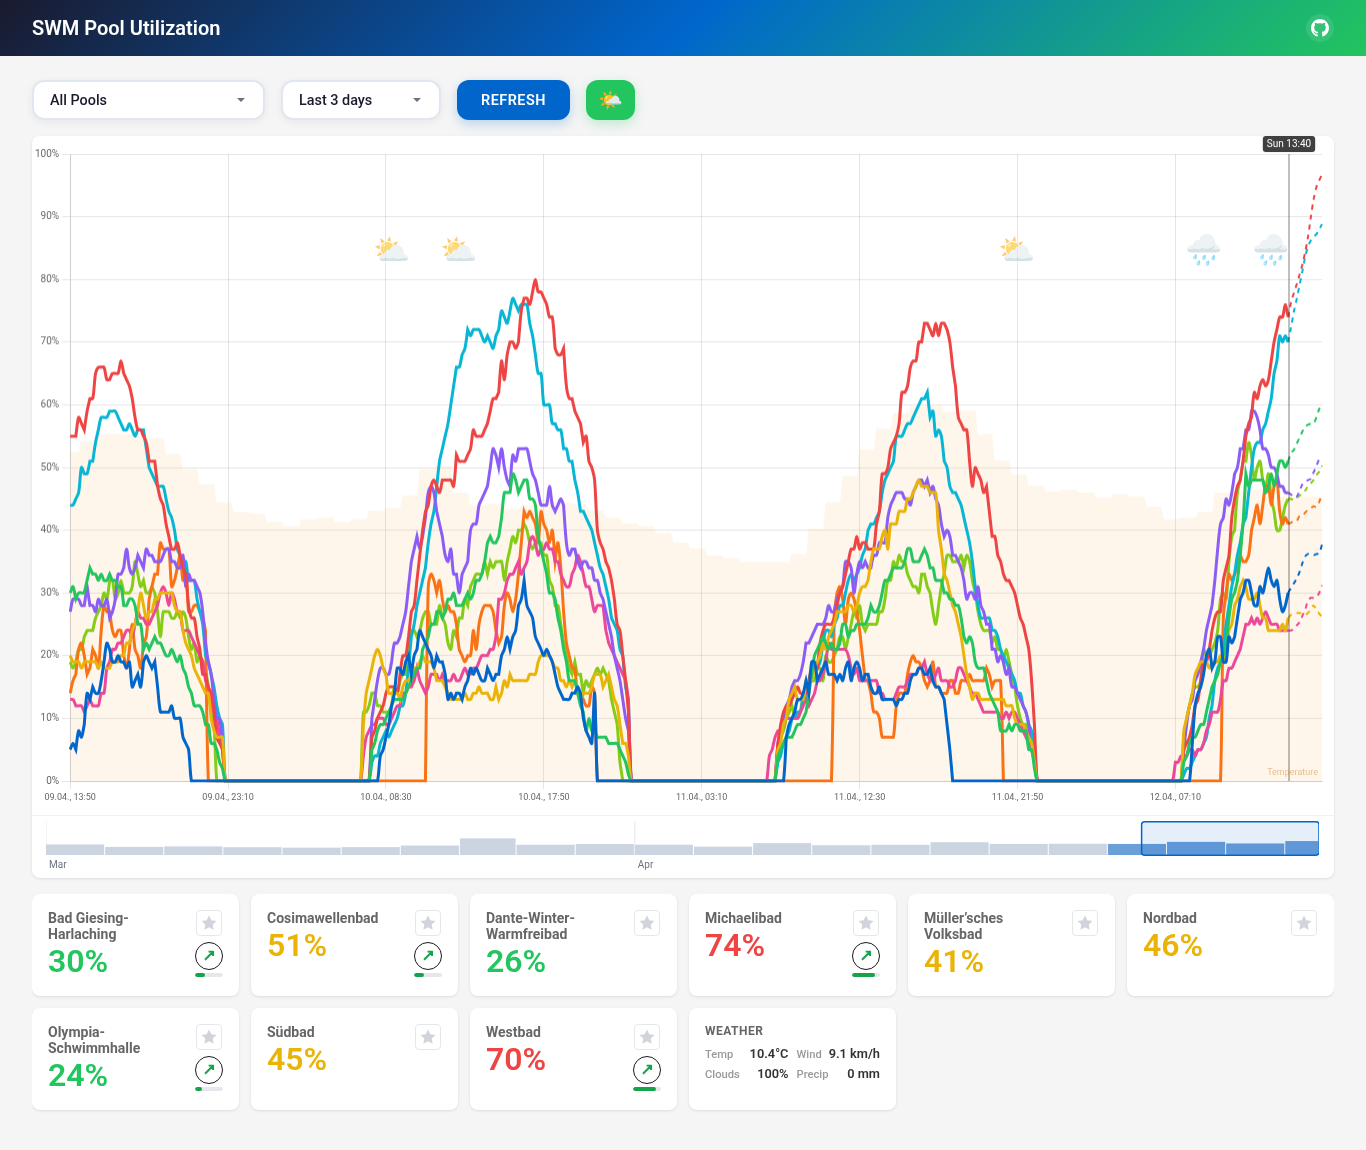 SWM Pool Utilization
All Pools
Last 3 days
REFRESH
Sun 13:40
100%
90%
80%
70%
60%
50%
40%
30%
20%
10%
0%
Temperature
09.04., 13:50
09.04., 23:10
10.04., 08:30
10.04., 17:50
11.04., 03:10
11.04., 12:30
11.04., 21:50
12.04., 07:10
Mar
Apr
Bad Giesing-
Harlaching
30%
Cosimawellenbad
51%
Dante-Winter-
Warmfreibad
26%
Michaelibad
74%
Müller’sches
Volksbad
41%
Nordbad
46%
Olympia-
Schwimmhalle
24%
Südbad
45%
Westbad
70%
WEATHER
Temp 10.4°C Wind 9.1 km/h
Clouds 100% Precip 0 mm